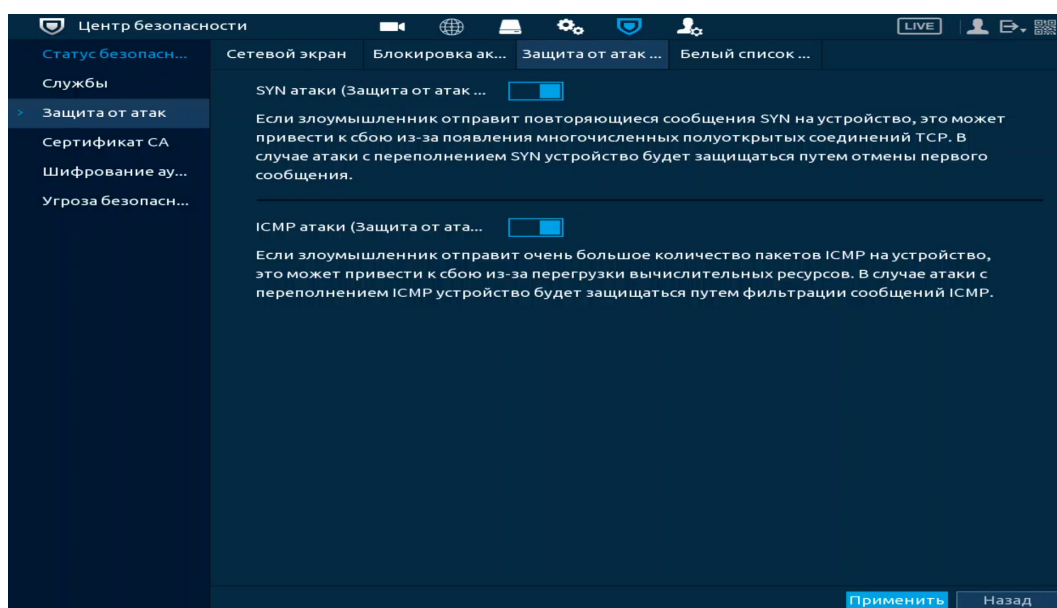 Центр безопасности
LIVE
Статус безопасн...
Службы
Защита от атак
Сертификат CA
Шифрование ау...
Угроза безопасн...
Сетевой экран Блокировка ак... Защита от атак ... Белый список ...
SYN атаки (Защита от атак ...
Если злоумышленник отправит повторяющиеся сообщения SYN на устройство, это может
привести к сбою из-за появления многочисленных полуоткрытых соединений TCP. В
случае атаки с переполнением SYN устройство будет защищаться путем отмены первого
сообщения.
ICMP атаки (Защита от ата...
Если злоумышленник отправит очень большое количество пакетов ICMP на устройство,
это может привести к сбою из-за перегрузки вычислительных ресурсов. В случае атаки с
переполнением ICMP устройство будет защищаться путем фильтрации сообщений ICMP.
Применить Назад